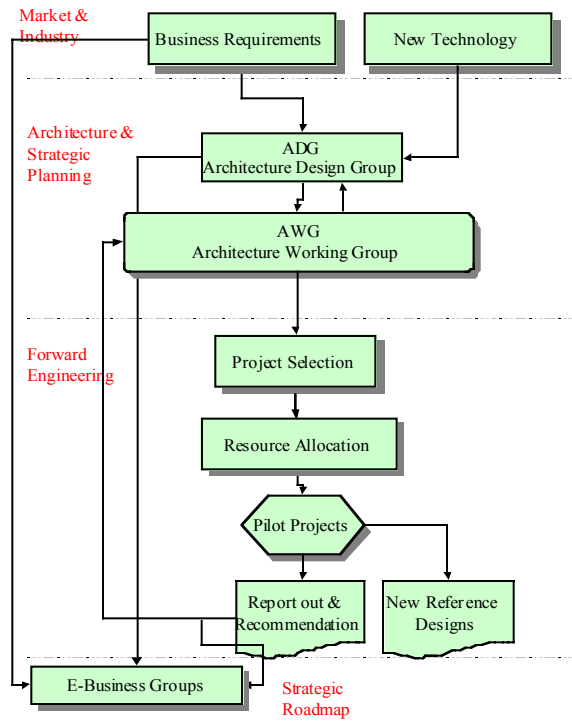 Market &
Industry
Business Requirements
New Technology
Architecture &
Strategic
Planning
ADG
Architecture Design Group
AWG
Architecture Working Group
Forward
Engineering
Project Selection
Resource Allocation
Pilot Projects
Report out &
Recommendation
New Reference
Designs
E-Business Groups
Strategic
Roadmap